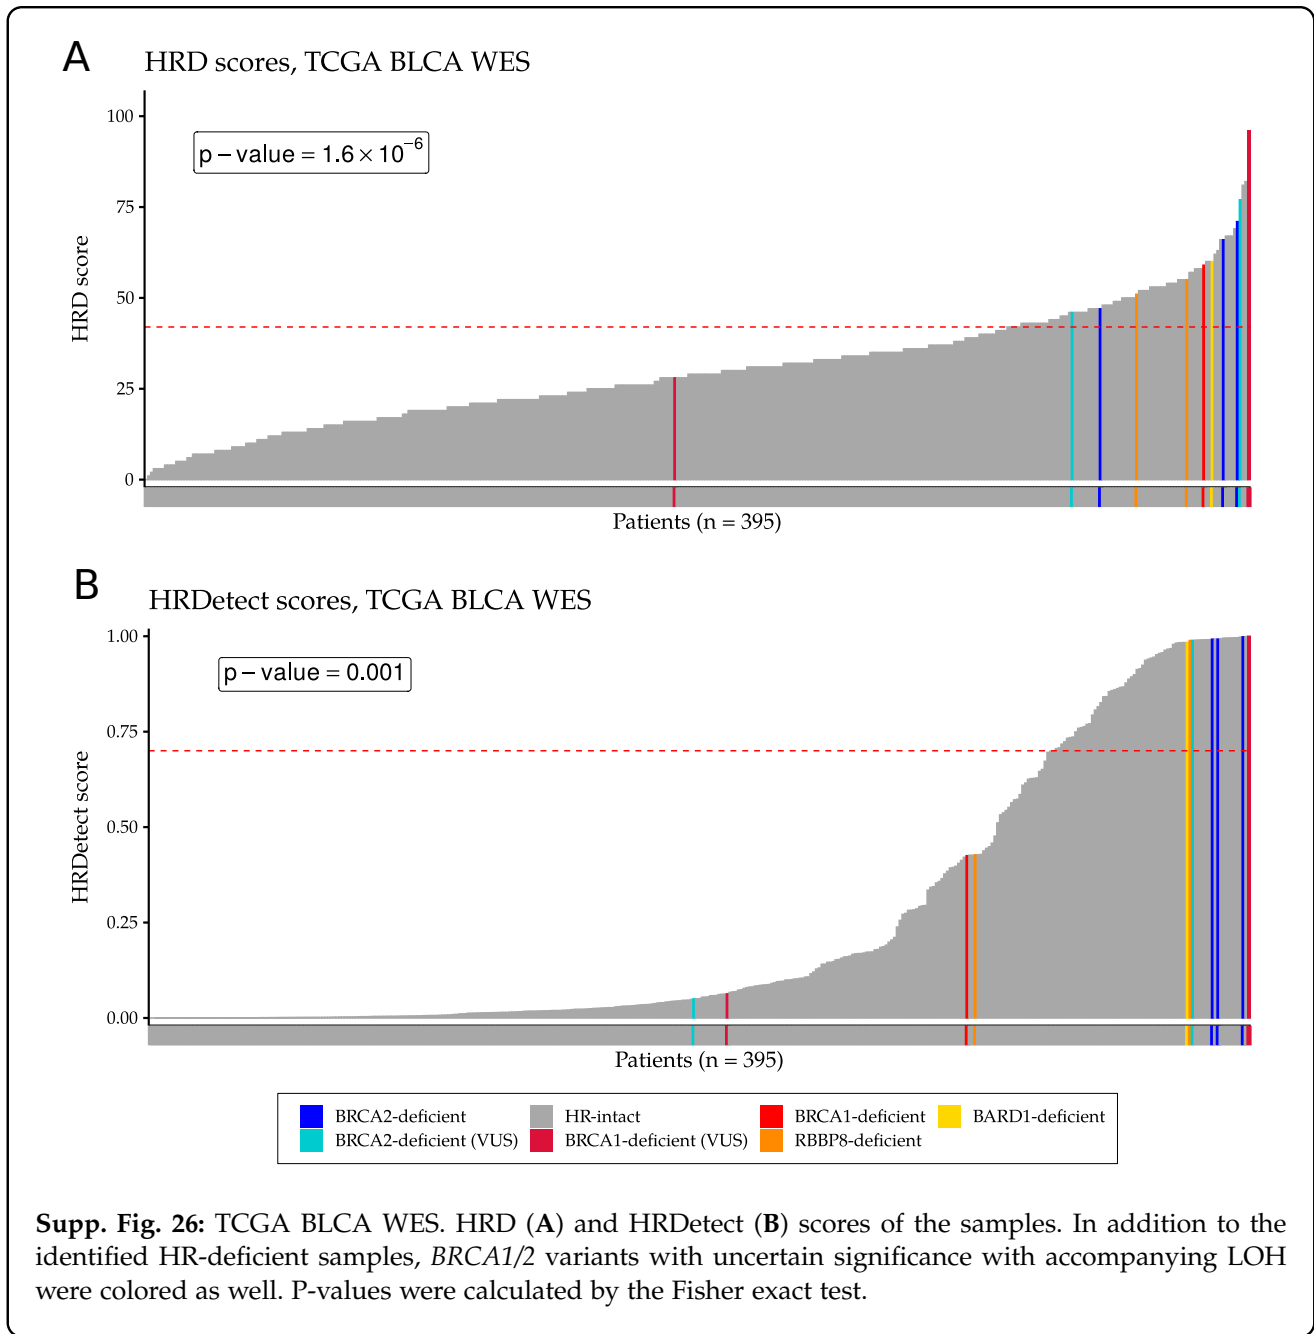 A
HRD scores, TCGA BLCA WES
100
75
50
25
0
HRD score
p − value = 1.6 × 10⁻⁶
Patients (n = 395)
B
HRDetect scores, TCGA BLCA WES
1.00
0.75
0.50
0.25
0.00
HRDetect score
p − value = 0.001
Patients (n = 395)
BRCA2-deficient HR-intact BRCA1-deficient BARD1-deficient
BRCA2-deficient (VUS) BRCA1-deficient (VUS) RBBP8-deficient
Supp. Fig. 26: TCGA BLCA WES. HRD (A) and HRDetect (B) scores of the samples. In addition to the
identified HR-deficient samples, BRCA1/2 variants with uncertain significance with accompanying LOH
were colored as well. P-values were calculated by the Fisher exact test.